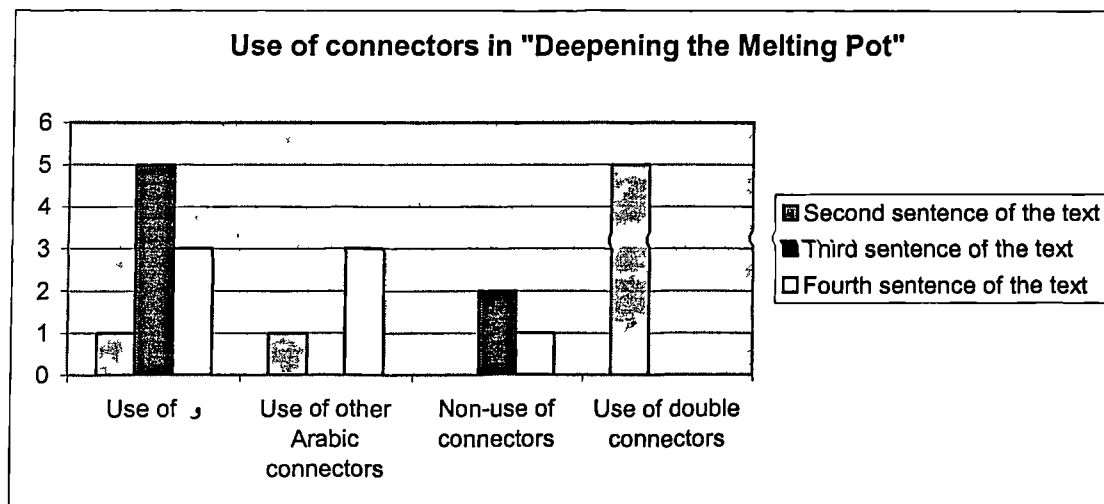 Use of connectors in "Deepening the Melting Pot"
6
5
4
3
2
1
0
Use of و
Use of other
Arabic
connectors
Non-use of
connectors
Use of double
connectors
Second sentence of the text
Third sentence of the text
Fourth sentence of the text